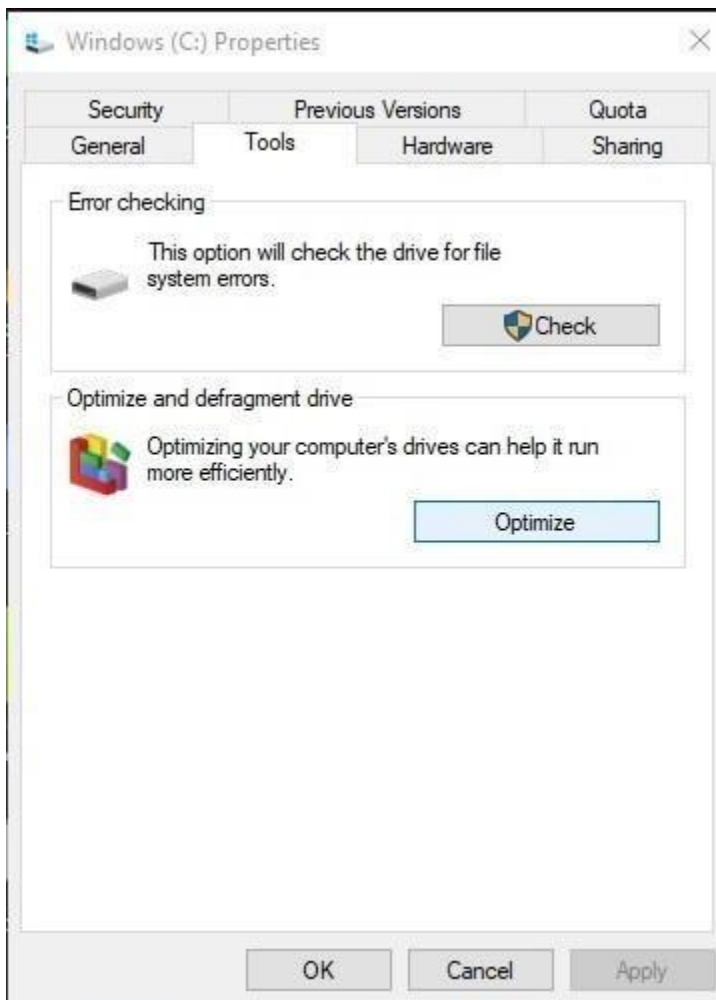 Windows (C:) Properties
Security Previous Versions Quota
General Tools Hardware Sharing
Error checking
This option will check the drive for file
system errors.
Check
Optimize and defragment drive
Optimizing your computer's drives can help it run
more efficiently.
Optimize
OK Cancel Apply